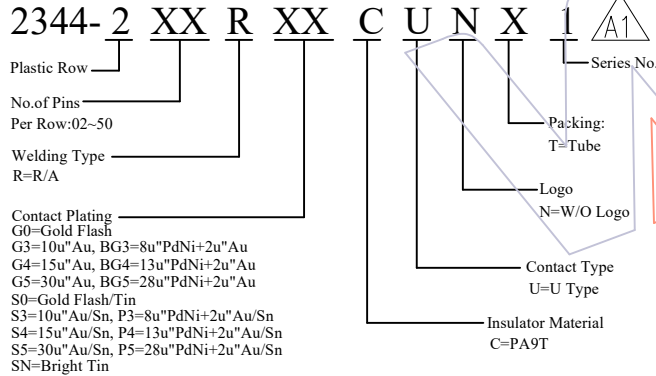 2344- 2 XX R XX C U N X 1 A1
Plastic Row
Series No.
No.of Pins
Per Row:02~50
Packing:
T=Tube
Welding Type
R=R/A
Logo
N=W/O Logo
Contact Plating
G0=Gold Flash
G3=10u"Au, BG3=8u"PdNi+2u"Au
G4=15u"Au, BG4=13u"PdNi+2u"Au
G5=30u"Au, BG5=28u"PdNi+2u"Au
S0=Gold Flash/Tin
S3=10u"Au/Sn, P3=8u"PdNi+2u"Au/Sn
S4=15u"Au/Sn, P4=13u"PdNi+2u"Au/Sn
S5=30u"Au/Sn, P5=28u"PdNi+2u"Au/Sn
SN=Bright Tin
Contact Type
U=U Type
Insulator Material
C=PA9T